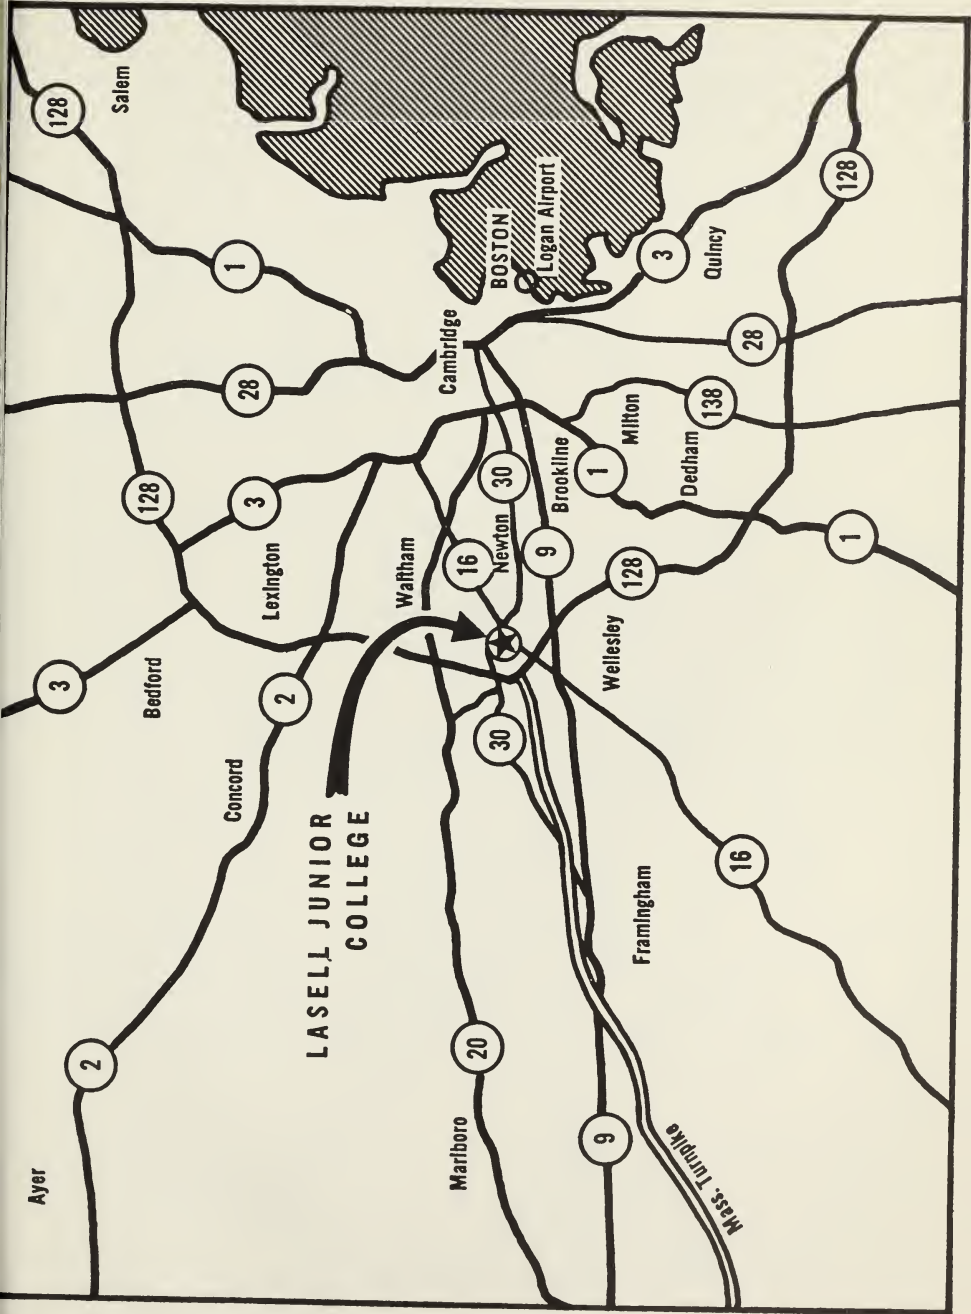 Ayer
3
128
2
Salem
Bedford
128
Concord
1
28
3
Lexington
2
LASELL JUNIOR
COLLEGE
Waltham
Cambridge
Marlboro
16
20
BOSTON
30
Newton
30
Logan Airport
9
Brookline
1
9
Wellesley
128
Milton
Framingham
3
Dedham
Mass. Turnpike
138
Quincy
16
28
128
1